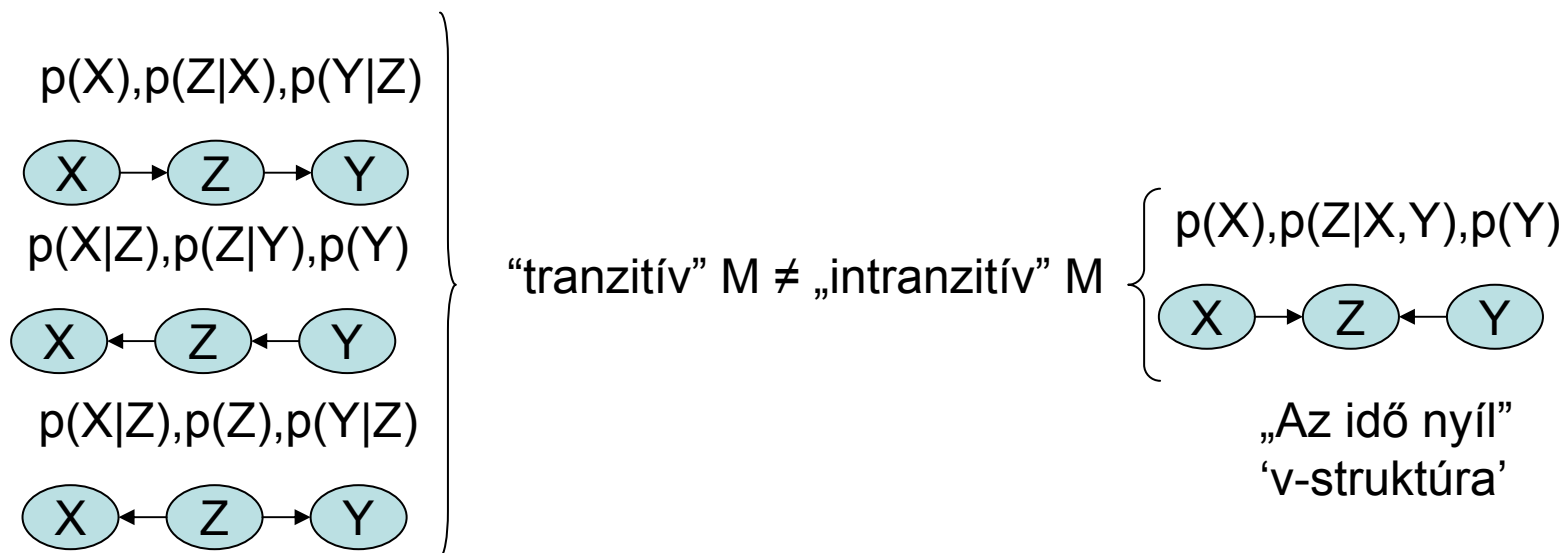 p(X),p(Z|X),p(Y|Z)
X Z Y
p(X|Z),p(Z|Y),p(Y)
X Z Y
p(X|Z),p(Z),p(Y|Z)
X Z Y
“tranzitív” M ≠ „intranzitív” M
p(X),p(Z|X,Y),p(Y)
X Z Y
„Az idő nyíl”
‘v-struktúra’